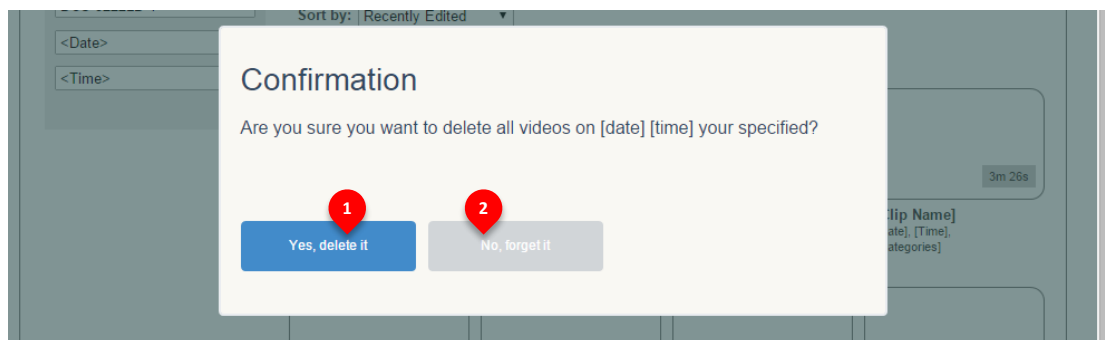 Sort by: Recently Edited
<Date>
<Time>
Confirmation
Are you sure you want to delete all videos on [date] [time] your specified?
3m 26s
1
2
Yes, delete it
No, forget it
lip Name]
ate], [Time],
ategories]